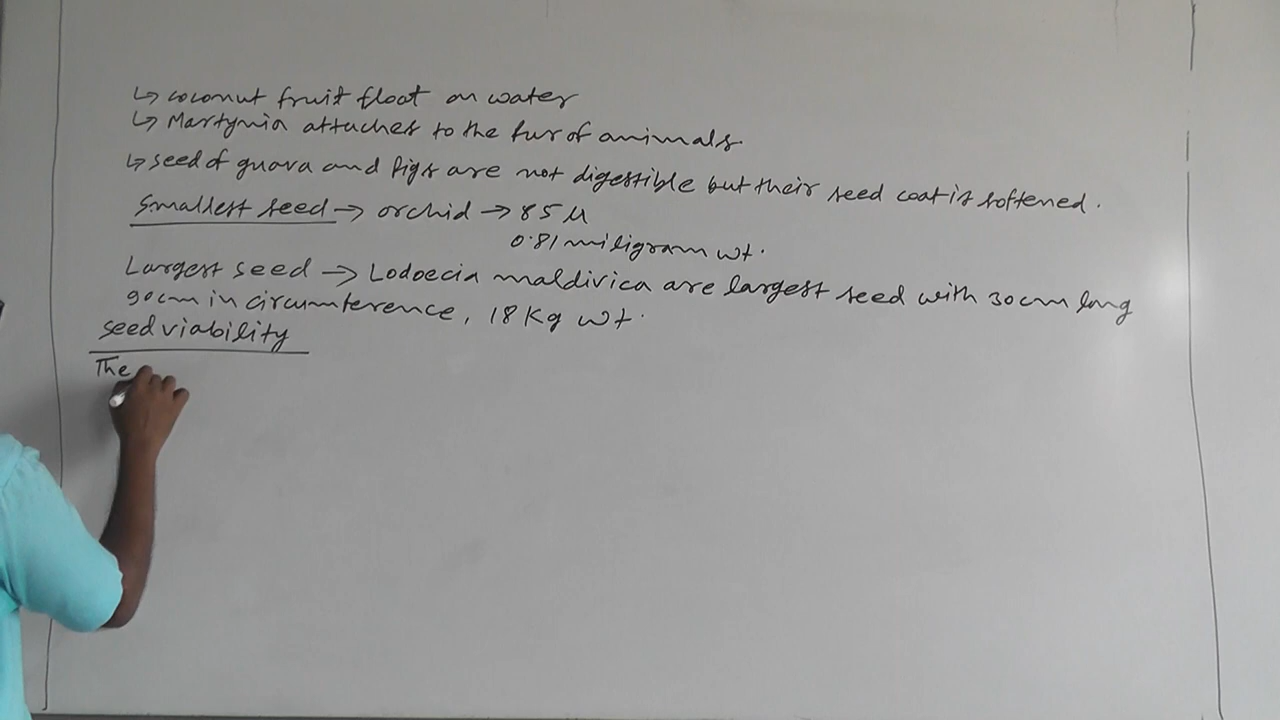 ↳ coconut fruit float on water
↳ Martynia attaches to the fur of animals.
↳ seed of guava and figs are not digestible but their seed coat is softened.
Smallest seed → orchid → 85 μ
0.81 miligram wt.
Largest seed → Lodoecia maldivica are largest seed with 30cm long
90cm in circumference, 18 Kg wt.
seed viability
The